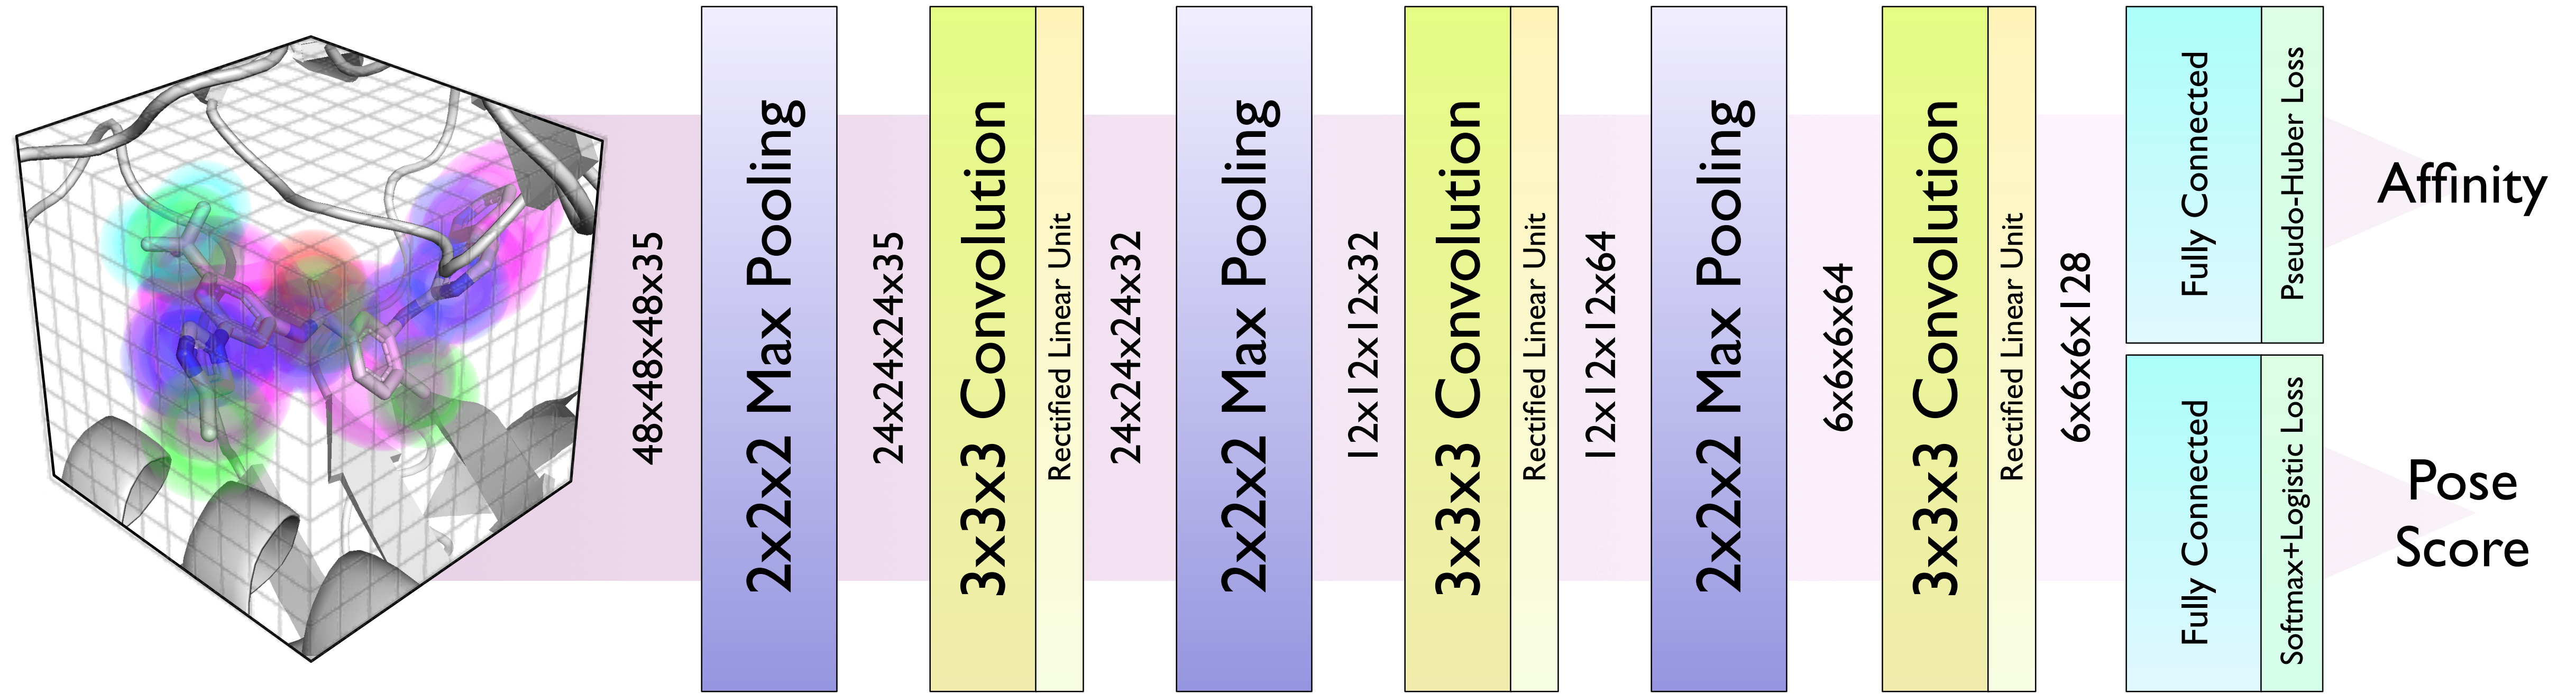 48x48x48x35
2x2x2 Max Pooling
24x24x24x35
3x3x3 Convolution
Rectified Linear Unit
24x24x24x32
2x2x2 Max Pooling
12x12x12x32
3x3x3 Convolution
Rectified Linear Unit
12x12x12x64
2x2x2 Max Pooling
6x6x6x64
3x3x3 Convolution
Rectified Linear Unit
6x6x6x128
Fully Connected
Pseudo-Huber Loss
Affinity
Fully Connected
Softmax+Logistic Loss
Pose
Score